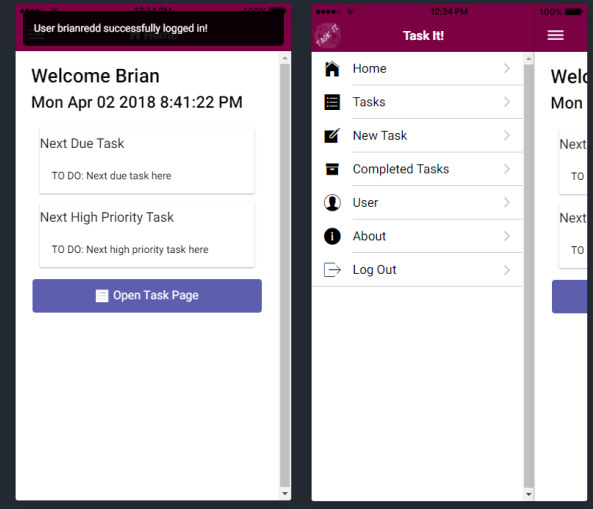 User brianredd successfully logged in!
Welcome Brian
Mon Apr 02 2018 8:41:22 PM
Next Due Task
TO DO: Next due task here
Next High Priority Task
TO DO: Next high priority task here
Open Task Page
12:34 PM
100%
TASK IT
Task It!
Home
Tasks
New Task
Completed Tasks
User
About
Log Out
Welc
Mon
Next
TO
Next
TO